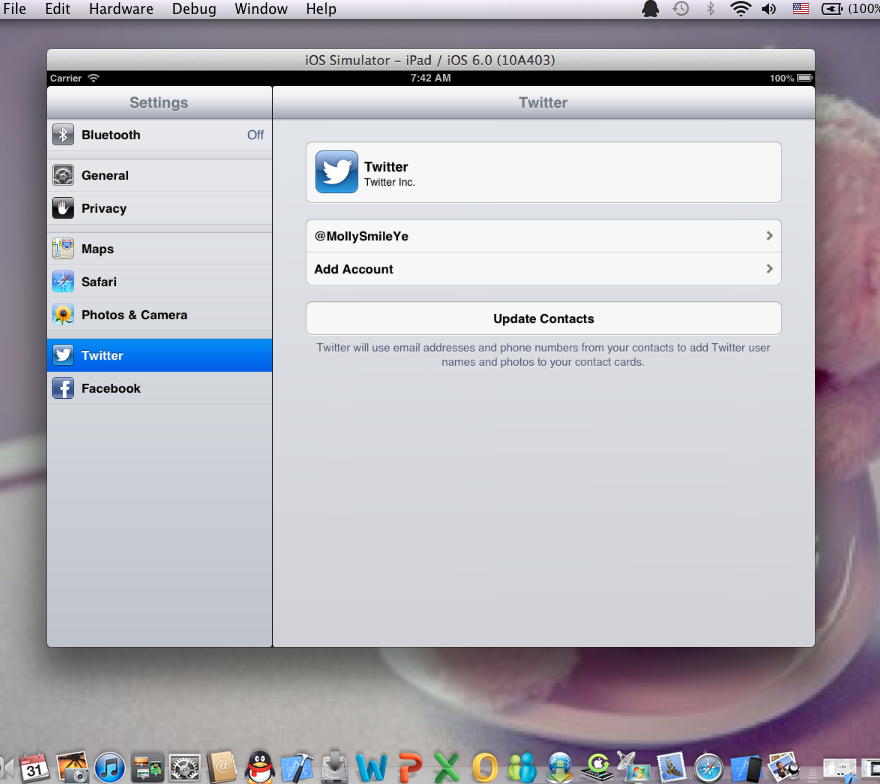 File Edit Hardware Debug Window Help (100%
iOS Simulator - iPad / iOS 6.0 (10A403)
Carrier 7:42 AM 100%
Settings
Twitter
Bluetooth Off
General
Privacy
Maps
Safari
Photos & Camera
Twitter
Facebook
Twitter
Twitter Inc.
@MollySmileYe
Add Account
Update Contacts
Twitter will use email addresses and phone numbers from your contacts to add Twitter user
names and photos to your contact cards.
31